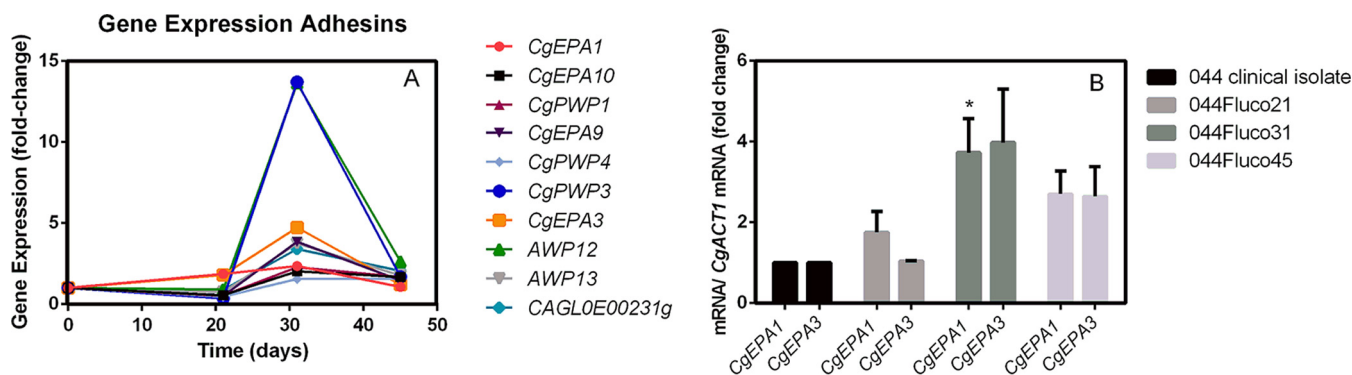 Gene Expression Adhesins
A
Gene Expression (fold-change)
15
10
5
0
0 10 20 30 40 50
Time (days)
CgEPA1
CgEPA10
CgPWP1
CgEPA9
CgPWP4
CgPWP3
CgEPA3
AWP12
AWP13
CAGL0E00231g
B
mRNA/ CgACT1 mRNA (fold change)
6
4
2
0
*
CgEPA1 CgEPA3 CgEPA1 CgEPA3 CgEPA1 CgEPA3 CgEPA1 CgEPA3
044 clinical isolate
044Fluco21
044Fluco31
044Fluco45